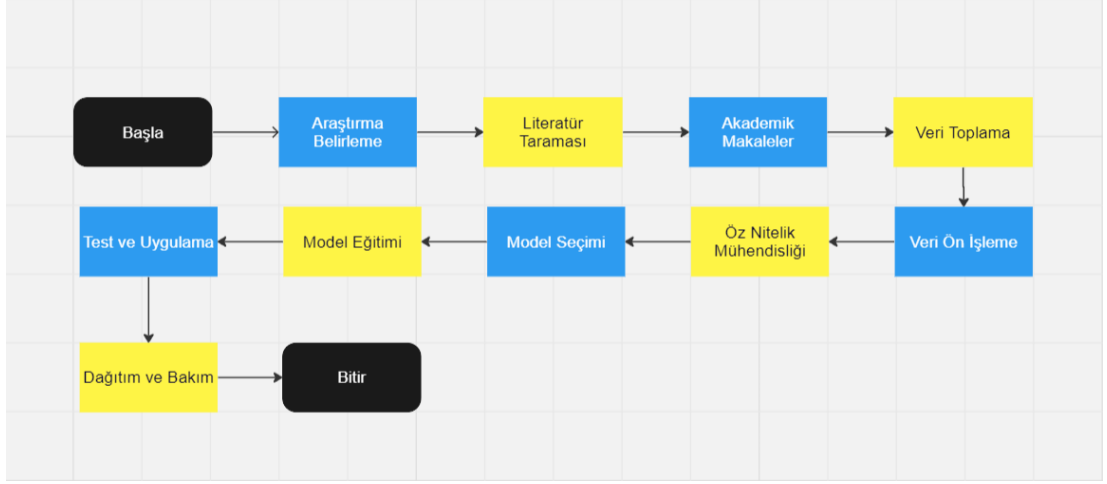 Başla
Araştırma
Belirleme
Literatür
Taraması
Akademik
Makaleler
Veri Toplama
Veri Ön İşleme
Öz Nitelik
Mühendisliği
Model Seçimi
Model Eğitimi
Test ve Uygulama
Dağıtım ve Bakım
Bitir